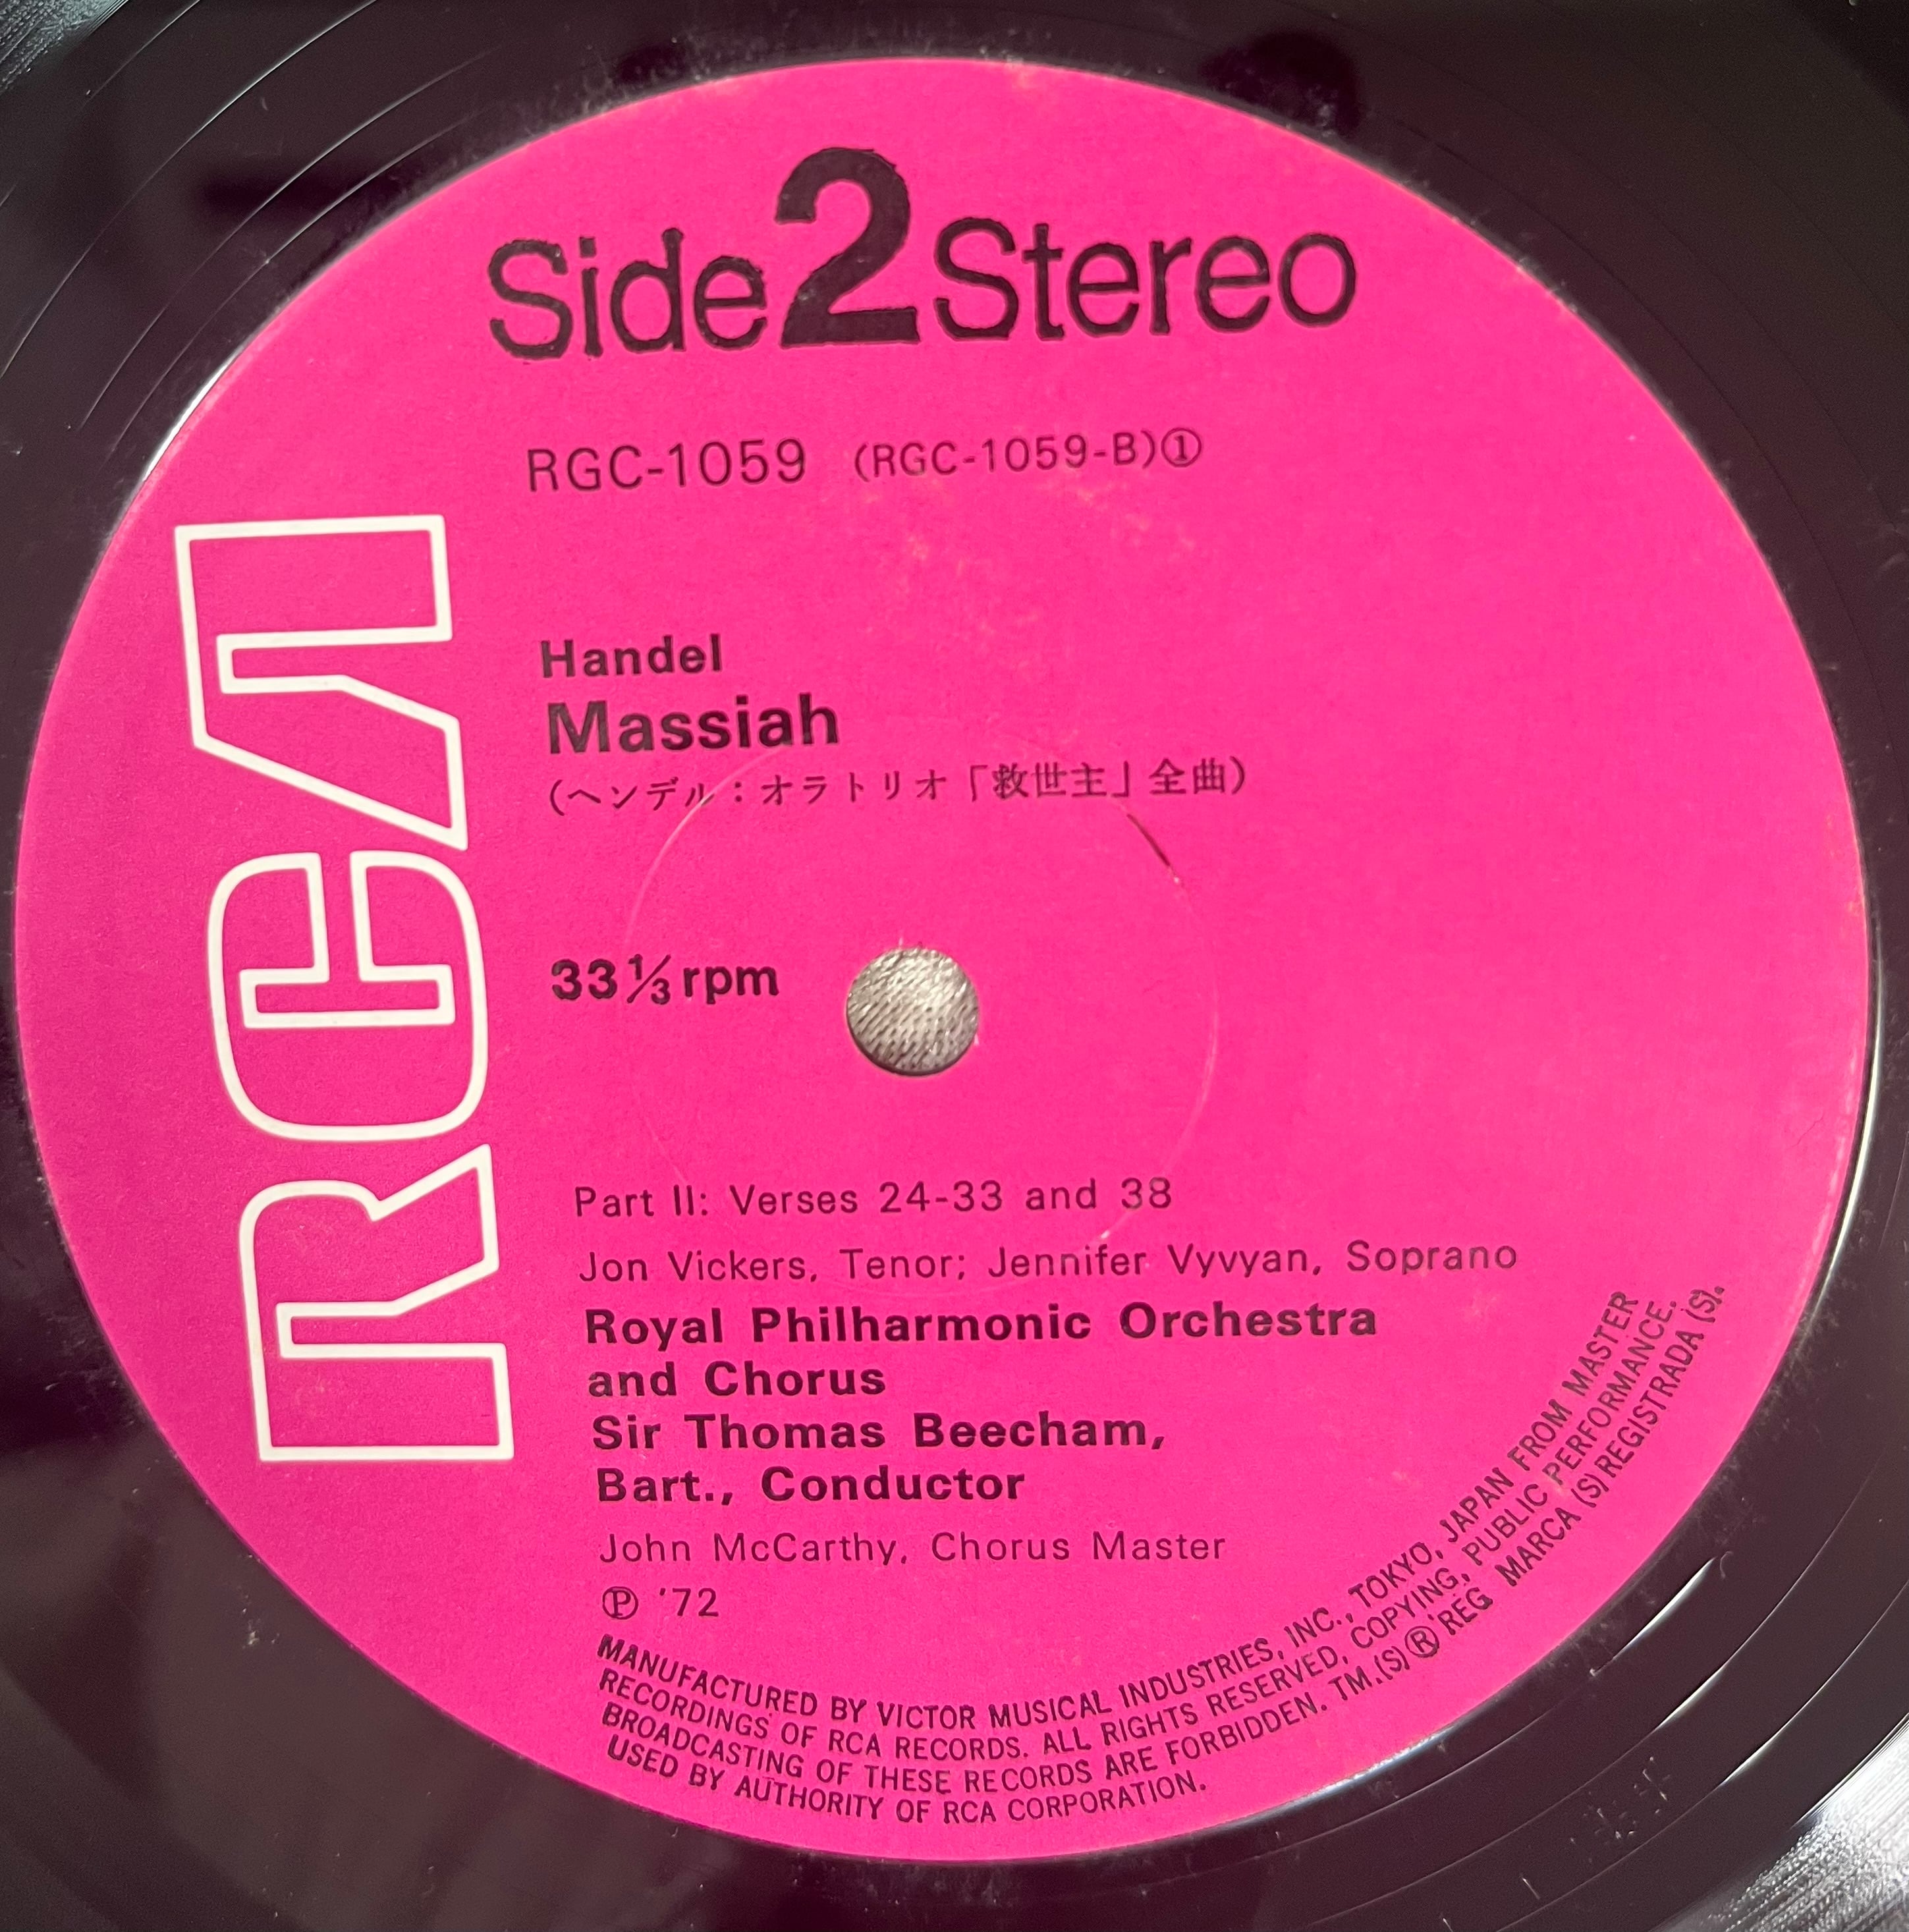 Side 2 Stereo
RGC-1059 (RGC-1059-B)①
RCA
Handel
Massiah
(ヘンデル:オラトリオ「救世主」全曲)
33⅓ rpm
Part II: Verses 24-33 and 38
Jon Vickers, Tenor; Jennifer Vyvyan, Soprano
Royal Philharmonic Orchestra
and Chorus
Sir Thomas Beecham,
Bart., Conductor
John McCarthy, Chorus Master
Ⓟ '72
MANUFACTURED BY VICTOR MUSICAL INDUSTRIES, INC., TOKYO, JAPAN FROM MASTER
RECORDINGS OF RCA RECORDS. ALL RIGHTS RESERVED, COPYING, PUBLIC PERFORMANCE.
BROADCASTING OF THESE RECORDS ARE FORBIDDEN. TM.(S)® REG MARCA (S) REGISTRADA (S).
USED BY AUTHORITY OF RCA CORPORATION.